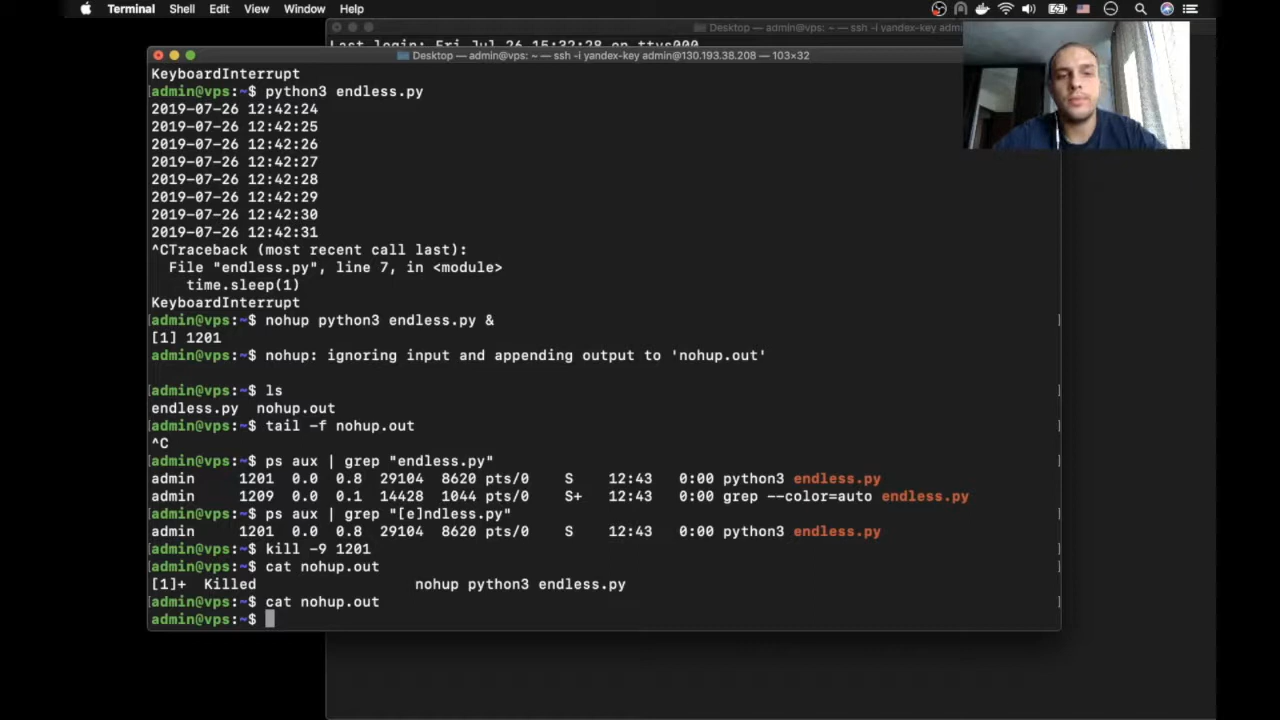 Terminal Shell Edit View Window Help
Desktop — admin@vps: ~ — ssh -i yandex-key admi
Last login: Fri Jul 26 15:32:28 on ttys000
Desktop — admin@vps: ~ — ssh -i yandex-key admin@130.193.38.208 — 103×32
KeyboardInterrupt
admin@vps:~$ python3 endless.py
2019-07-26 12:42:24
2019-07-26 12:42:25
2019-07-26 12:42:26
2019-07-26 12:42:27
2019-07-26 12:42:28
2019-07-26 12:42:29
2019-07-26 12:42:30
2019-07-26 12:42:31
^CTraceback (most recent call last):
File "endless.py", line 7, in <module>
time.sleep(1)
KeyboardInterrupt
[admin@vps:~$ nohup python3 endless.py & ]
[1] 1201
admin@vps:~$ nohup: ignoring input and appending output to 'nohup.out'
[admin@vps:~$ ls ]
endless.py nohup.out
[admin@vps:~$ tail -f nohup.out ]
^C
[admin@vps:~$ ps aux | grep "endless.py" ]
admin 1201 0.0 0.8 29104 8620 pts/0 S 12:43 0:00 python3 endless.py
admin 1209 0.0 0.1 14428 1044 pts/0 S+ 12:43 0:00 grep --color=auto endless.py
[admin@vps:~$ ps aux | grep "[e]ndless.py" ]
admin 1201 0.0 0.8 29104 8620 pts/0 S 12:43 0:00 python3 endless.py
[admin@vps:~$ kill -9 1201 ]
[admin@vps:~$ cat nohup.out ]
[1]+ Killed nohup python3 endless.py
[admin@vps:~$ cat nohup.out ]
admin@vps:~$